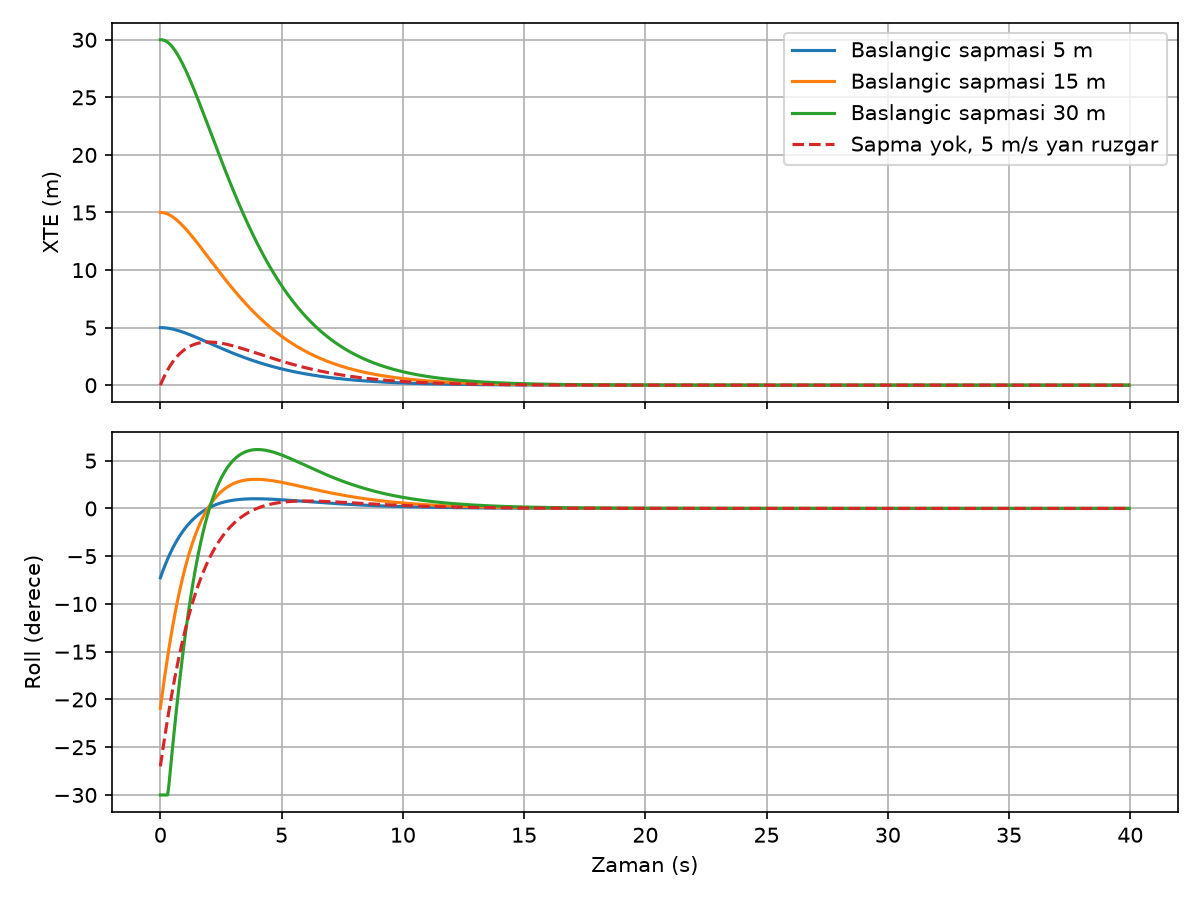 30
25
20
15
10
5
0
XTE (m)
Baslangic sapmasi 5 m
Baslangic sapmasi 15 m
Baslangic sapmasi 30 m
Sapma yok, 5 m/s yan ruzgar
5
0
−5
−10
−15
−20
−25
−30
Roll (derece)
0 5 10 15 20 25 30 35 40
Zaman (s)